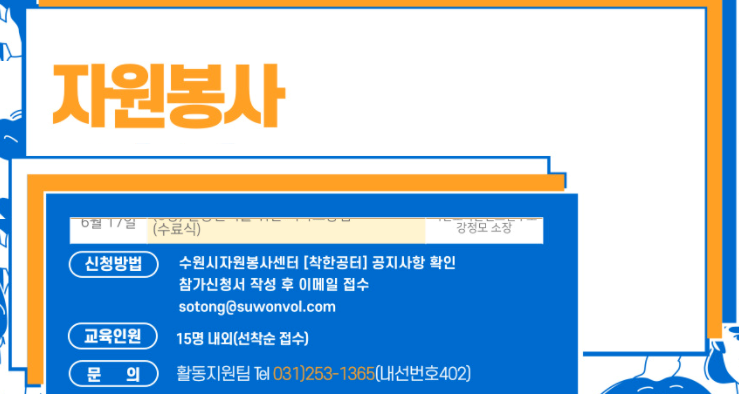 자원봉사
6월 17일
(수료식)
강정모 소장
신청방법 수원시자원봉사센터 [착한공터] 공지사항 확인
참가신청서 작성 후 이메일 접수
sotong@suwonvol.com
교육인원 15명 내외(선착순 접수)
문 의 활동지원팀 Tel 031)253-1365(내선번호402)